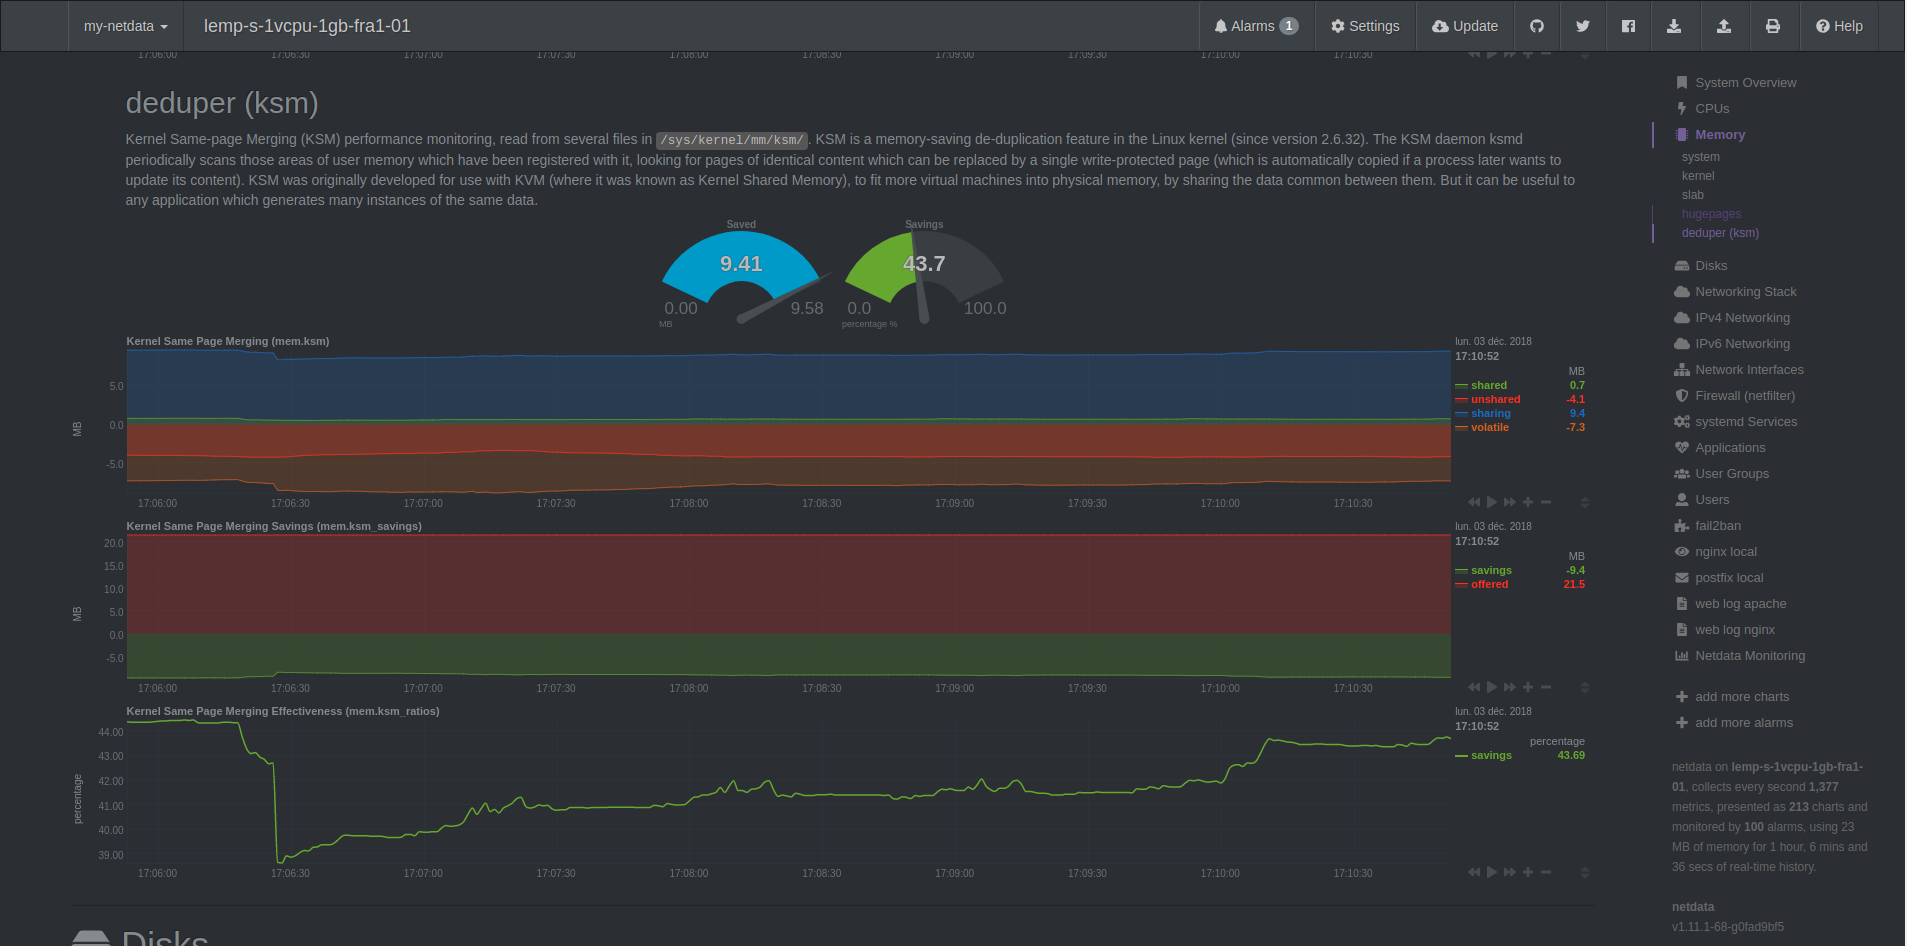 my-netdata
lemp-s-1vcpu-1gb-fra1-01
Alarms 1
Settings
Update
Help
17:06:00 17:06:30 17:07:00 17:07:30 17:08:00 17:08:30 17:09:00 17:09:30 17:10:00 17:10:30
deduper (ksm)
Kernel Same-page Merging (KSM) performance monitoring, read from several files in /sys/kernel/mm/ksm/. KSM is a memory-saving de-duplication feature in the Linux kernel (since version 2.6.32). The KSM daemon ksmd
periodically scans those areas of user memory which have been registered with it, looking for pages of identical content which can be replaced by a single write-protected page (which is automatically copied if a process later wants to
update its content). KSM was originally developed for use with KVM (where it was known as Kernel Shared Memory), to fit more virtual machines into physical memory, by sharing the data common between them. But it can be useful to
any application which generates many instances of the same data.
Saved
9.41
0.00 9.58
MB
Savings
43.7
0.0 100.0
percentage %
Kernel Same Page Merging (mem.ksm)
MB
5.0
0.0
-5.0
17:06:00 17:06:30 17:07:00 17:07:30 17:08:00 17:08:30 17:09:00 17:09:30 17:10:00 17:10:30
lun. 03 déc. 2018
17:10:52
MB
shared 0.7
unshared -4.1
sharing 9.4
volatile -7.3
Kernel Same Page Merging Savings (mem.ksm_savings)
MB
20.0
15.0
10.0
5.0
0.0
-5.0
17:06:00 17:06:30 17:07:00 17:07:30 17:08:00 17:08:30 17:09:00 17:09:30 17:10:00 17:10:30
lun. 03 déc. 2018
17:10:52
MB
savings -9.4
offered 21.5
Kernel Same Page Merging Effectiveness (mem.ksm_ratios)
percentage
44.00
43.00
42.00
41.00
40.00
39.00
17:06:00 17:06:30 17:07:00 17:07:30 17:08:00 17:08:30 17:09:00 17:09:30 17:10:00 17:10:30
lun. 03 déc. 2018
17:10:52
percentage
savings 43.69
Disks
System Overview
CPUs
Memory
system
kernel
slab
hugepages
deduper (ksm)
Disks
Networking Stack
IPv4 Networking
IPv6 Networking
Network Interfaces
Firewall (netfilter)
systemd Services
Applications
User Groups
Users
fail2ban
nginx local
postfix local
web log apache
web log nginx
Netdata Monitoring
add more charts
add more alarms
netdata on lemp-s-1vcpu-1gb-fra1-
01, collects every second 1,377
metrics, presented as 213 charts and
monitored by 100 alarms, using 23
MB of memory for 1 hour, 6 mins and
36 secs of real-time history.
netdata
v1.11.1-68-g0fad9bf5